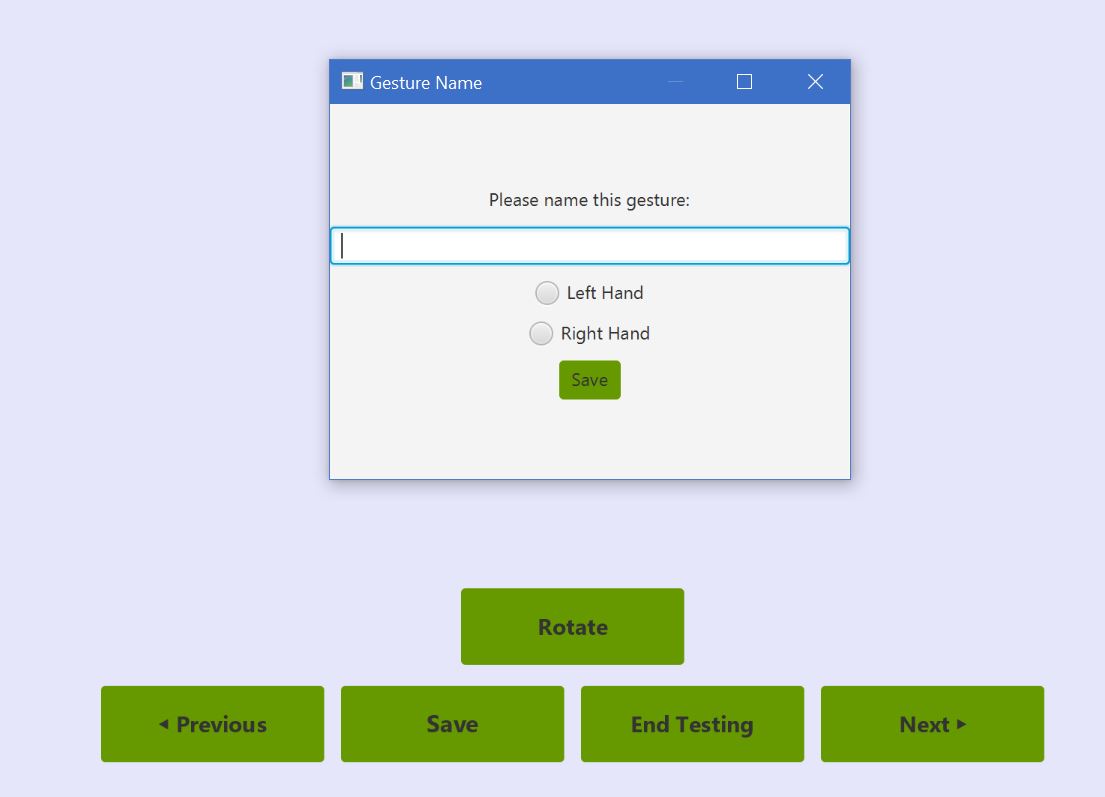 Gesture Name
Please name this gesture:
Left Hand
Right Hand
Save
Rotate
Previous
Save
End Testing
Next